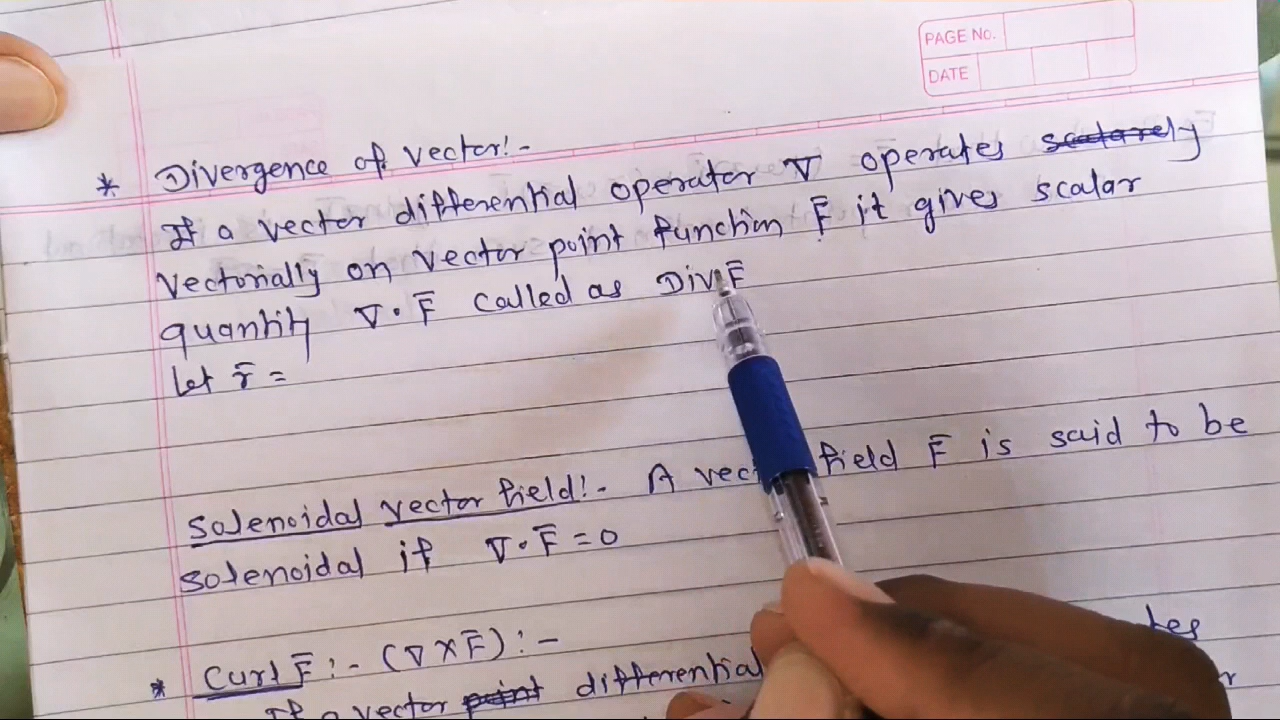 PAGE NO.
DATE
* Divergence of vector:-
If a vector differential operator ∇ operates scalarely
vectorially on vector point function F̄ it gives scalar
quantity ∇·F̄ called as Div F̄
Let r̄ =
Solenoidal vector field:- A field F̄ is said to be
solenoidal if ∇·F̄ = 0
* Curl F̄ :- (∇×F̄) :-
If a vector point differential